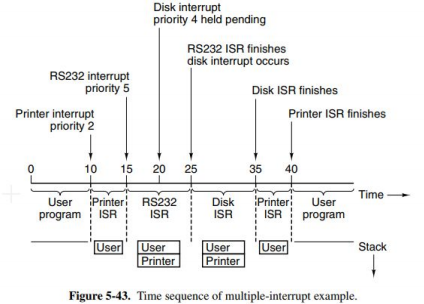 Disk interrupt
priority 4 held pending
RS232 ISR finishes
disk interrupt occurs
RS232 interrupt
priority 5
Disk ISR finishes
Printer interrupt
priority 2
Printer ISR finishes
0 10 15 20 25 35 40
Time
User
program
Printer
ISR
RS232
ISR
Disk
ISR
Printer
ISR
User
program
User User User User Stack
Printer Printer
Figure 5-43. Time sequence of multiple-interrupt example.